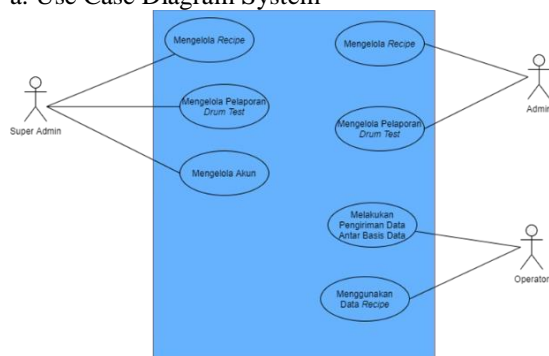 a. Use Case Diagram System
Mengelola Recipe
Mengelola Pelaporan
Drum Test
Mengelola Akun
Super Admin
Mengelola Recipe
Mengelola Pelaporan
Drum Test
Admin
Melakukan
Pengiriman Data
Antar Basis Data
Menggunakan
Data Recipe
Operator